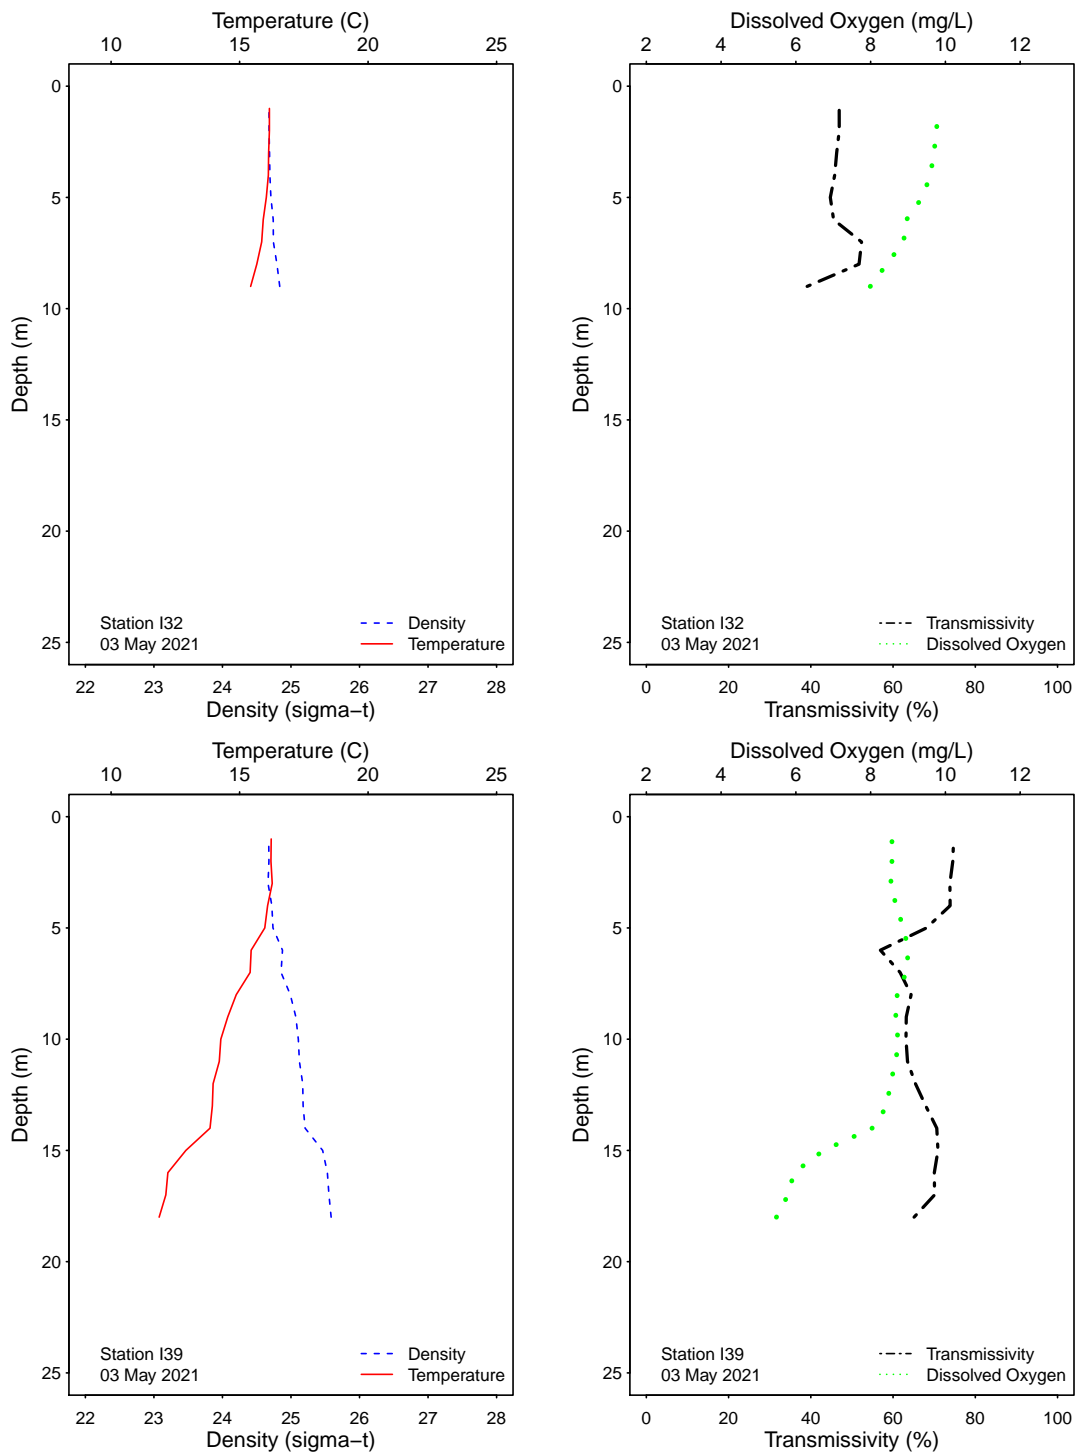 Temperature (C)
10 15 20 25
0
5
10
15
20
25
Depth (m)
Station I32
03 May 2021
Density
Temperature
22 23 24 25 26 27 28
Density (sigma−t)
Dissolved Oxygen (mg/L)
2 4 6 8 10 12
0
5
10
15
20
25
Depth (m)
Station I32
03 May 2021
Transmissivity
Dissolved Oxygen
0 20 40 60 80 100
Transmissivity (%)
Temperature (C)
10 15 20 25
0
5
10
15
20
25
Depth (m)
Station I39
03 May 2021
Density
Temperature
22 23 24 25 26 27 28
Density (sigma−t)
Dissolved Oxygen (mg/L)
2 4 6 8 10 12
0
5
10
15
20
25
Depth (m)
Station I39
03 May 2021
Transmissivity
Dissolved Oxygen
0 20 40 60 80 100
Transmissivity (%)